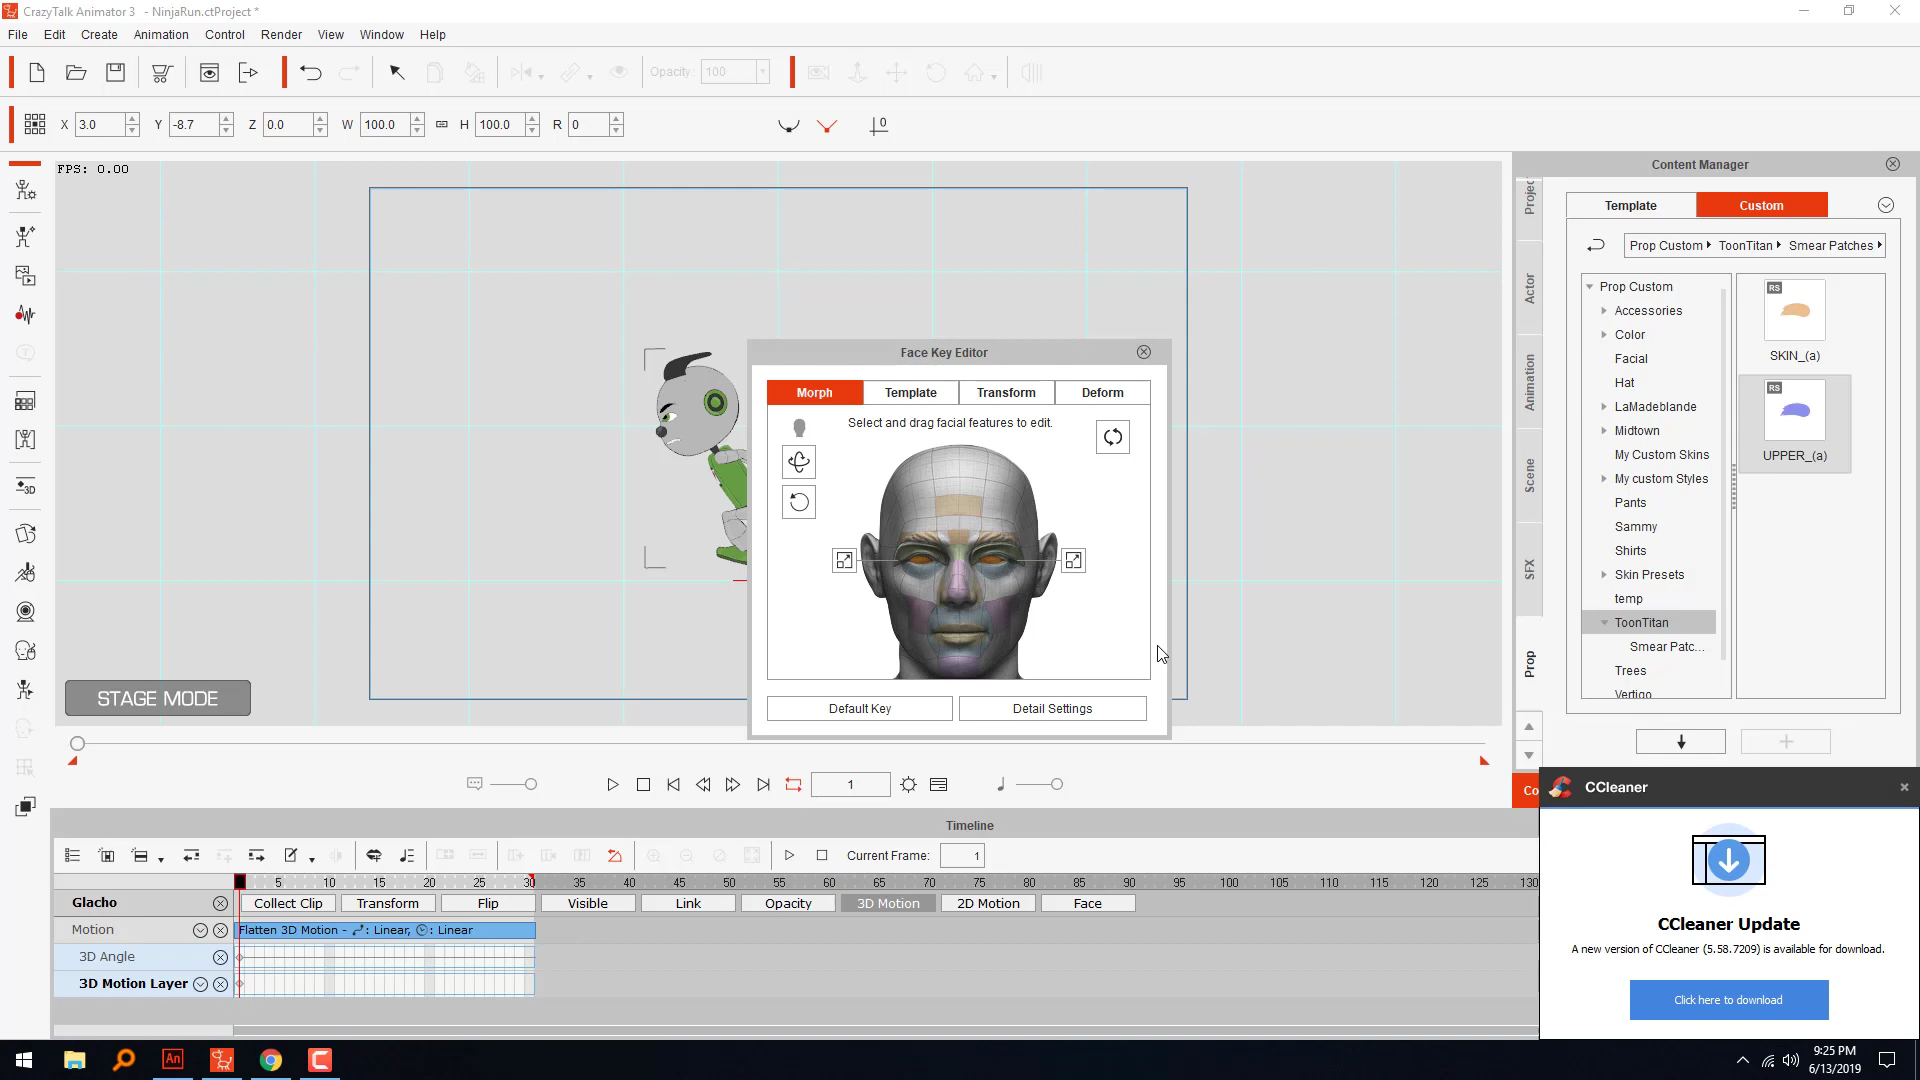 CrazyTalk Animator 3 - NinjaRun.ctProject *
File Edit Create Animation Control Render View Window Help
Opacity: 100
X 3.0 Y -8.7 Z 0.0 W 100.0 H 100.0 R 0
0
FPS: 0.00
3D
STAGE MODE
Face Key Editor
Morph Template Transform Deform
Select and drag facial features to edit.
Default Key Detail Settings
Content Manager
Template Custom
Prop Custom ToonTitan Smear Patches
Projec
Actor
Animation
Scene
SFX
Prop
Prop Custom
Accessories
Color
Facial
Hat
LaMadeblande
Midtown
My Custom Skins
My custom Styles
Pants
Sammy
Shirts
Skin Presets
temp
ToonTitan
Smear Patc...
Trees
Vertigo
RS
SKIN_(a)
RS
UPPER_(a)
1
Co
Timeline
Current Frame: 1
5 10 15 20 25 30 35 40 45 50 55 60 65 70 75 80 85 90 95 100 105 110 115 120 125 130
Glacho Collect Clip Transform Flip Visible Link Opacity 3D Motion 2D Motion Face
Motion Flatten 3D Motion - : Linear, : Linear
3D Angle
3D Motion Layer
CCleaner
CCleaner Update
A new version of CCleaner (5.58.7209) is available for download.
Click here to download
An
9:25 PM
6/13/2019